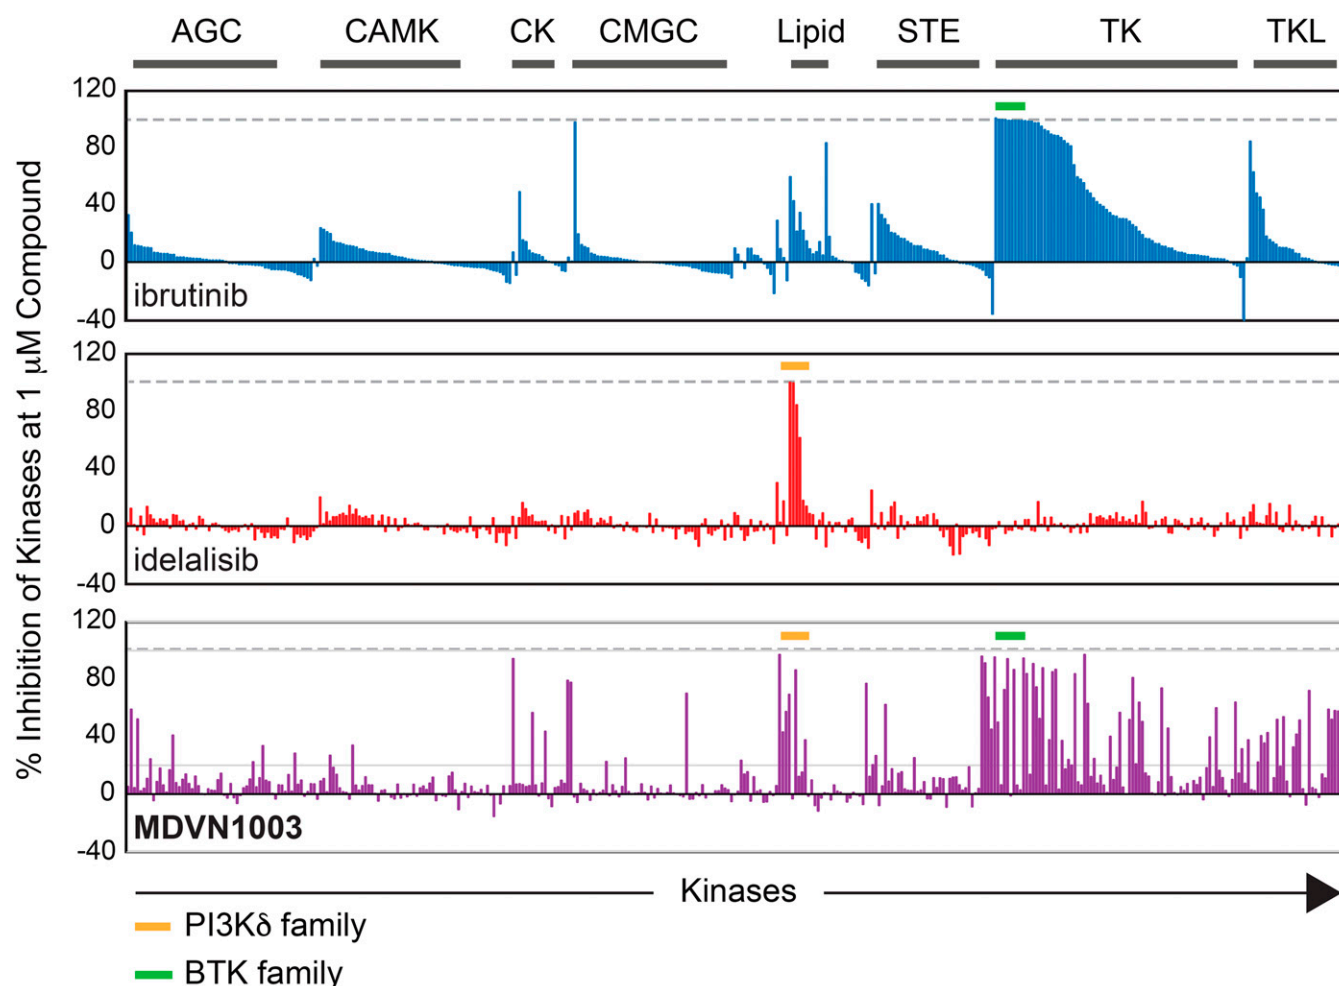 AGC CAMK CK CMGC Lipid STE TK TKL
% Inhibition of Kinases at 1 μM Compound
120
80
40
0
-40
ibrutinib
120
80
40
0
-40
idelalisib
120
80
40
0
-40
MDVN1003
Kinases
PI3Kδ family
BTK family